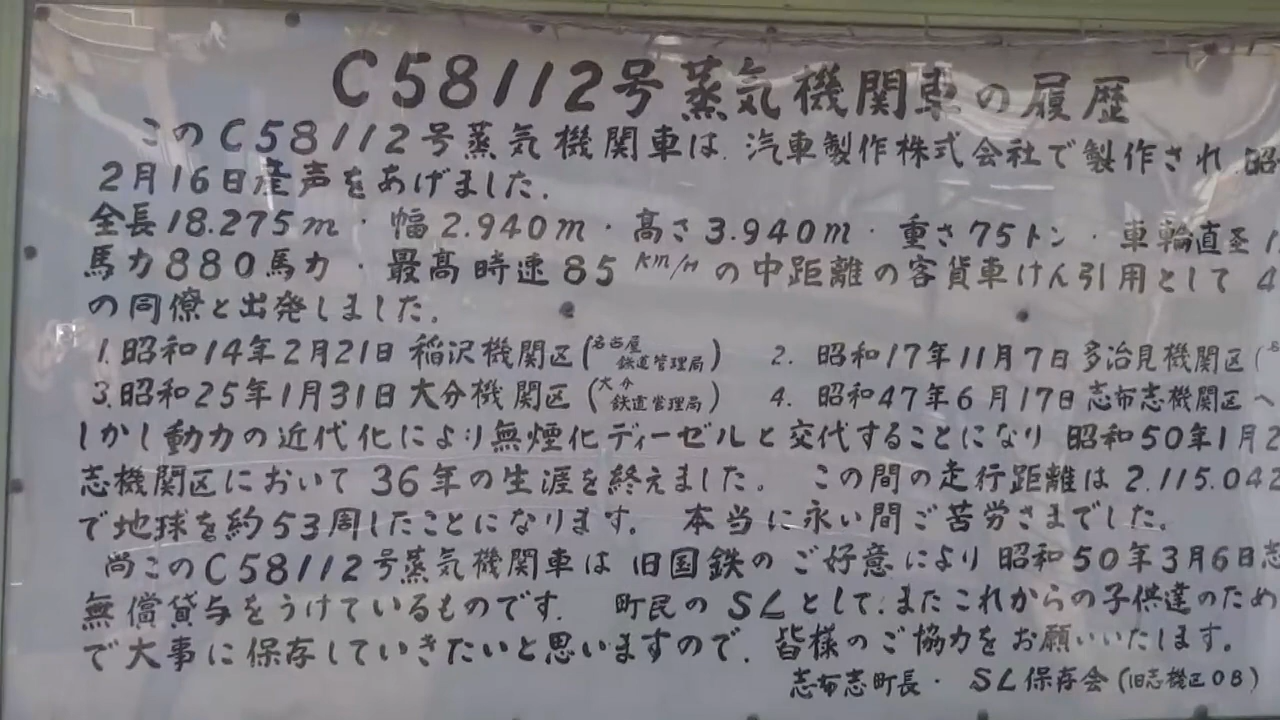 C58112号蒸気機関車の履歴
このC58112号蒸気機関車は、汽車製作株式会社で製作され 昭
2月16日産声をあげました。
全長18.275m・幅2.940m・高さ3.940m・重さ75トン・車輪直径1
馬力880馬力・最高時速85km/Hの中距離の客貨車けん引用として4
の同僚と出発しました。
1.昭和14年2月21日 稲沢機関区(名古屋鉄道管理局) 2.昭和17年11月7日 多治見機関区(
3.昭和25年1月31日 大分機関区(大分鉄道管理局) 4.昭和47年6月17日 志布志機関区へ
しかし動力の近代化により無煙化ディーゼルと交代することになり 昭和50年1月2
志機関区において36年の生涯を終えました。 この間の走行距離は2.115.042
で地球を約53周したことになります。 本当に永い間ご苦労さまでした。
尚このC58112号蒸気機関車は 旧国鉄のご好意により 昭和50年3月6日志
無償貸与をうけているものです。 町民のSLとして、またこれからの子供達のため
で大事に保存していきたいと思いますので、皆様のご協力をお願いいたします。
志布志町長・ SL保存会(旧志機区OB)